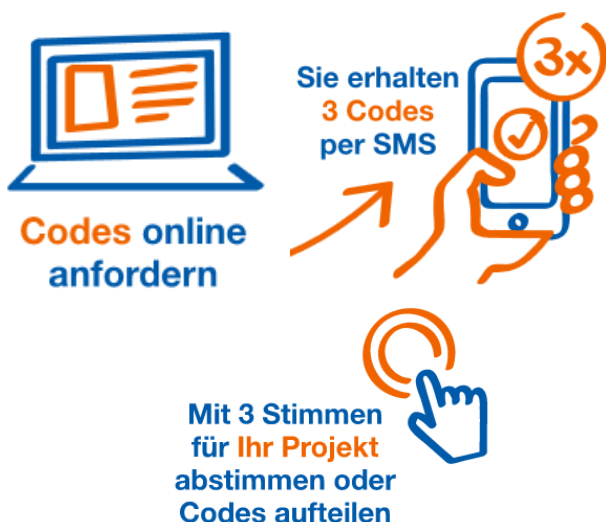 Codes online
anfordern
Sie erhalten
3 Codes
per SMS
3x
Mit 3 Stimmen
für Ihr Projekt
abstimmen oder
Codes aufteilen